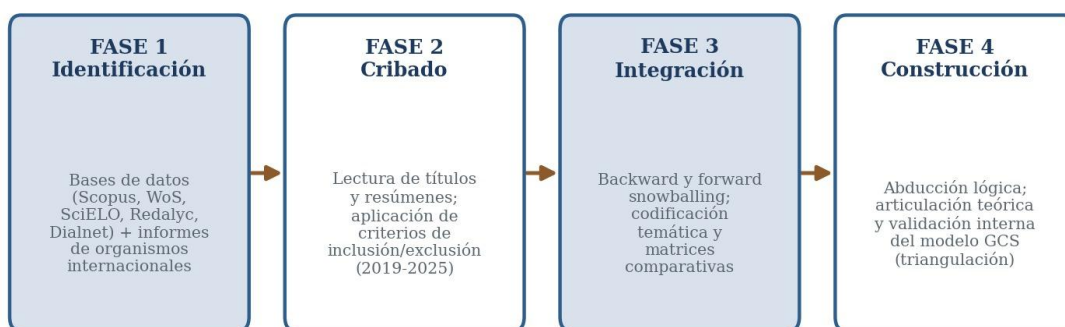 FASE 1
Identificación
Bases de datos
(Scopus, WoS,
SciELO, Redalyc,
Dialnet) + informes
de organismos
internacionales
FASE 2
Cribado
Lectura de títulos
y resúmenes;
aplicación de
criterios de
inclusión/exclusión
(2019-2025)
FASE 3
Integración
Backward y forward
snowballing;
codificación
temática y
matrices
comparativas
FASE 4
Construcción
Abducción lógica;
articulación teórica
y validación interna
del modelo GCS
(triangulación)